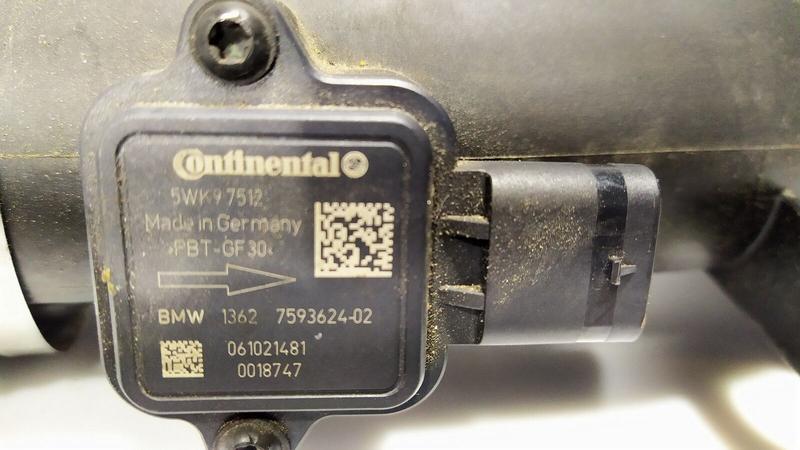 Continental
5WK9 7512
Made in Germany
>PBT-GF30<
BMW 1362 7593624-02
061021481
0018747